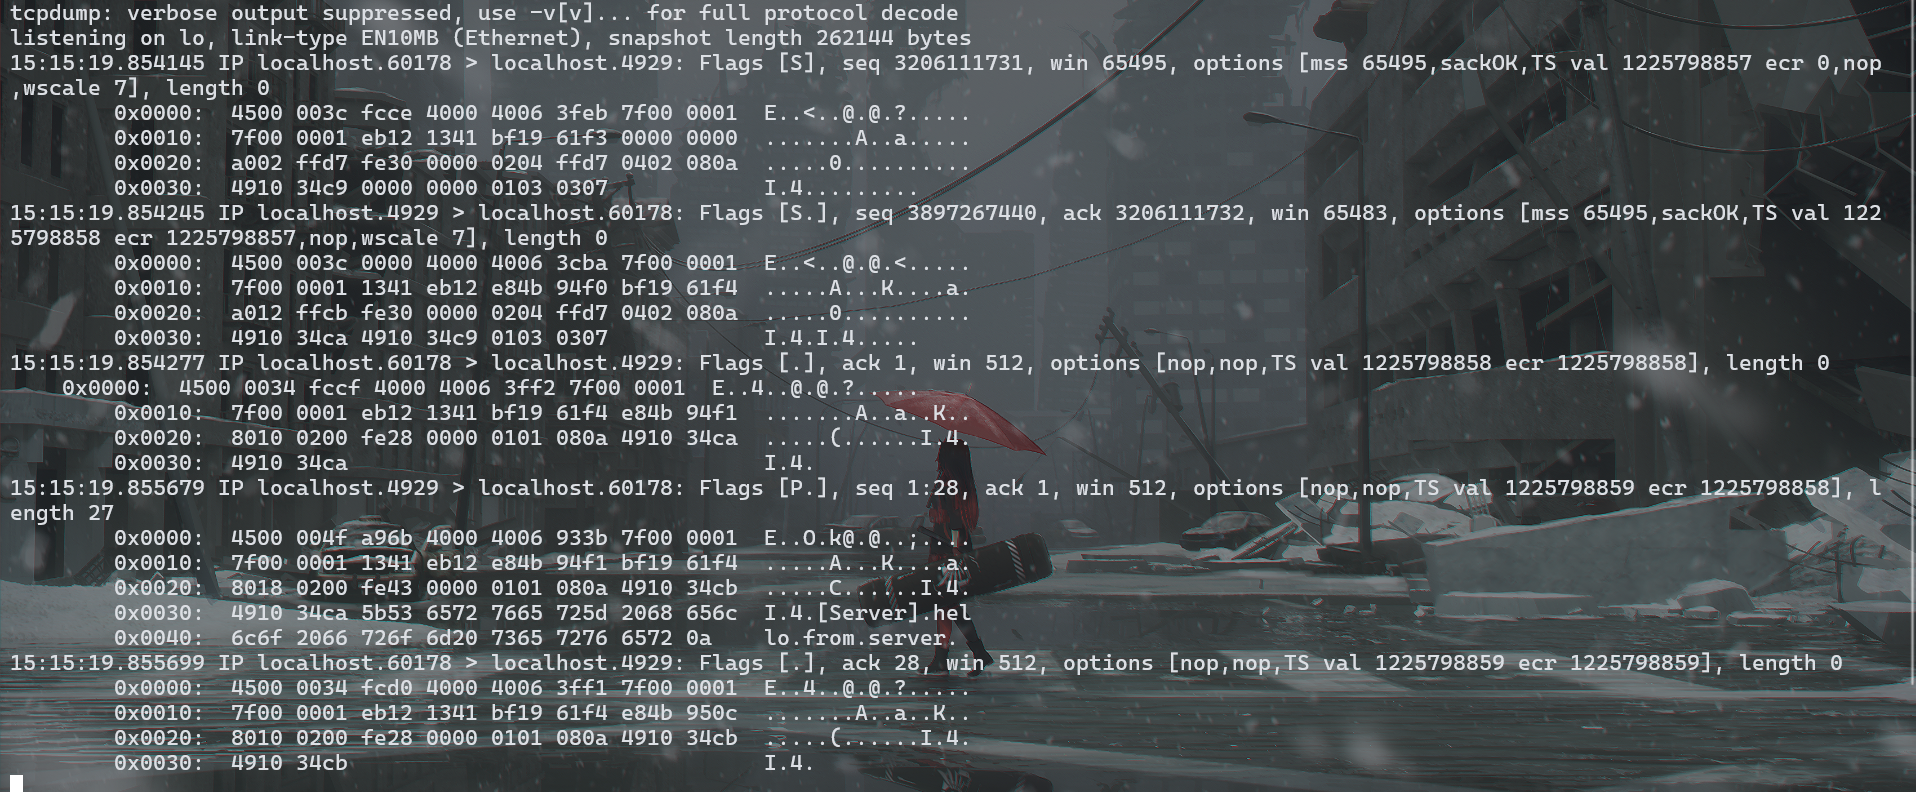 tcpdump: verbose output suppressed, use -v[v]... for full protocol decode
listening on lo, link-type EN10MB (Ethernet), snapshot length 262144 bytes
15:15:19.854145 IP localhost.60178 > localhost.4929: Flags [S], seq 3206111731, win 65495, options [mss 65495,sackOK,TS val 1225798857 ecr 0,nop
,wscale 7], length 0
0x0000:  4500 003c fcce 4000 4006 3feb 7f00 0001  E..<..@.@.?.....
0x0010:  7f00 0001 eb12 1341 bf19 61f3 0000 0000  .......A..a.....
0x0020:  a002 ffd7 fe30 0000 0204 ffd7 0402 080a  .....0..........
0x0030:  4910 34c9 0000 0000 0103 0307            I.4.........
15:15:19.854245 IP localhost.4929 > localhost.60178: Flags [S.], seq 3897267440, ack 3206111732, win 65483, options [mss 65495,sackOK,TS val 122
5798858 ecr 1225798857,nop,wscale 7], length 0
0x0000:  4500 003c 0000 4000 4006 3cba 7f00 0001  E..<..@.@.<.....
0x0010:  7f00 0001 1341 eb12 e84b 94f0 bf19 61f4  .....A...K....a.
0x0020:  a012 ffcb fe30 0000 0204 ffd7 0402 080a  .....0..........
0x0030:  4910 34ca 4910 34c9 0103 0307            I.4.I.4.....
15:15:19.854277 IP localhost.60178 > localhost.4929: Flags [.], ack 1, win 512, options [nop,nop,TS val 1225798858 ecr 1225798858], length 0
0x0000:  4500 0034 fccf 4000 4006 3ff2 7f00 0001  E..4..@.@.?.....
0x0010:  7f00 0001 eb12 1341 bf19 61f4 e84b 94f1  .......A..a..K..
0x0020:  8010 0200 fe28 0000 0101 080a 4910 34ca  .....(......I.4.
0x0030:  4910 34ca                                I.4.
15:15:19.855679 IP localhost.4929 > localhost.60178: Flags [P.], seq 1:28, ack 1, win 512, options [nop,nop,TS val 1225798859 ecr 1225798858], l
ength 27
0x0000:  4500 004f a96b 4000 4006 933b 7f00 0001  E..O.k@.@..;....
0x0010:  7f00 0001 1341 eb12 e84b 94f1 bf19 61f4  .....A...K....a.
0x0020:  8018 0200 fe43 0000 0101 080a 4910 34cb  .....C......I.4.
0x0030:  4910 34ca 5b53 6572 7665 725d 2068 656c  I.4.[Server].hel
0x0040:  6c6f 2066 726f 6d20 7365 7276 6572 0a    lo.from.server.
15:15:19.855699 IP localhost.60178 > localhost.4929: Flags [.], ack 28, win 512, options [nop,nop,TS val 1225798859 ecr 1225798859], length 0
0x0000:  4500 0034 fcd0 4000 4006 3ff1 7f00 0001  E..4..@.@.?.....
0x0010:  7f00 0001 eb12 1341 bf19 61f4 e84b 950c  .......A..a..K..
0x0020:  8010 0200 fe28 0000 0101 080a 4910 34cb  .....(......I.4.
0x0030:  4910 34cb                                I.4.